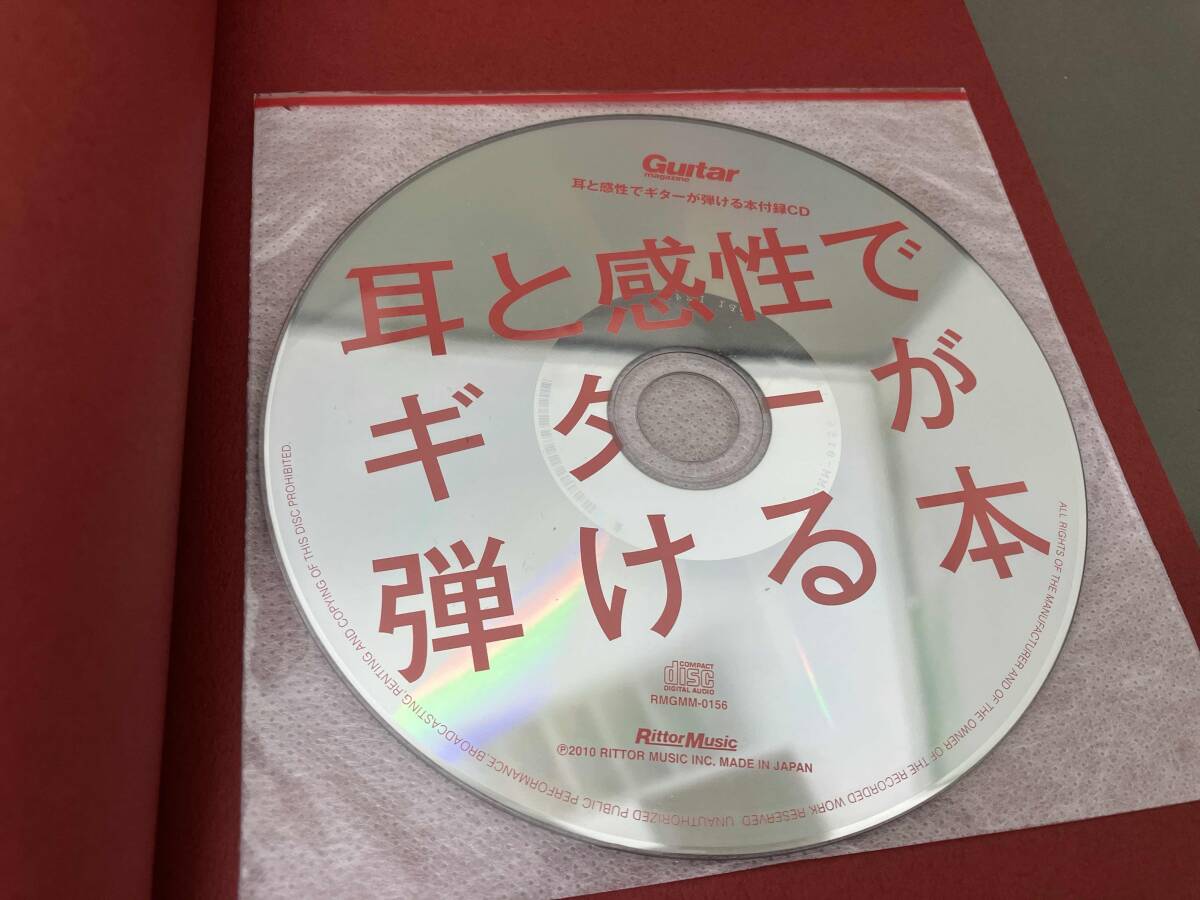 Guitar
magazine
耳と感性でギターが弾ける本付録CD
耳と感性で
ギターが
弾ける本
COMPACT
disc
DIGITAL AUDIO
RMGMM-0156
RittorMusic
℗2010 RITTOR MUSIC INC. MADE IN JAPAN
ALL RIGHTS OF THE MANUFACTURER AND OF THE OWNER OF THE RECORDED WORK RESERVED. UNAUTHORIZED PUBLIC PERFORMANCE.BROADCASTING.RENTING AND COPYING OF THIS DISC PROHIBITED.